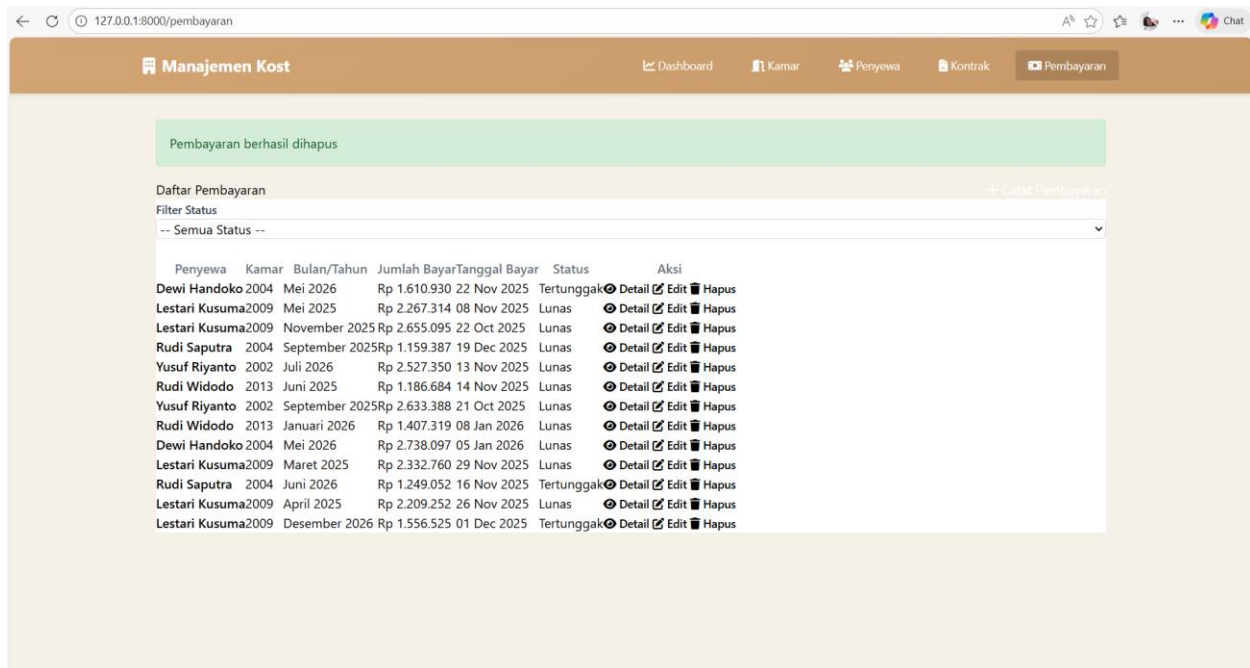 127.0.0.1:8000/pembayaran
Chat
Manajemen Kost Dashboard Kamar Penyewa Kontrak Pembayaran
Pembayaran berhasil dihapus
Daftar Pembayaran + Catat Pembayaran
Filter Status
-- Semua Status --
Penyewa Kamar Bulan/Tahun Jumlah Bayar Tanggal Bayar Status Aksi
Dewi Handoko 2004 Mei 2026 Rp 1.610.930 22 Nov 2025 Tertunggak Detail Edit Hapus
Lestari Kusuma 2009 Mei 2025 Rp 2.267.314 08 Nov 2025 Lunas Detail Edit Hapus
Lestari Kusuma 2009 November 2025 Rp 2.655.095 22 Oct 2025 Lunas Detail Edit Hapus
Rudi Saputra 2004 September 2025 Rp 1.159.387 19 Dec 2025 Lunas Detail Edit Hapus
Yusuf Riyanto 2002 Juli 2026 Rp 2.527.350 13 Nov 2025 Lunas Detail Edit Hapus
Rudi Widodo 2013 Juni 2025 Rp 1.186.684 14 Nov 2025 Lunas Detail Edit Hapus
Yusuf Riyanto 2002 September 2025 Rp 2.633.388 21 Oct 2025 Lunas Detail Edit Hapus
Rudi Widodo 2013 Januari 2026 Rp 1.407.319 08 Jan 2026 Lunas Detail Edit Hapus
Dewi Handoko 2004 Mei 2026 Rp 2.738.097 05 Jan 2026 Lunas Detail Edit Hapus
Lestari Kusuma 2009 Maret 2025 Rp 2.332.760 29 Nov 2025 Lunas Detail Edit Hapus
Rudi Saputra 2004 Juni 2026 Rp 1.249.052 16 Nov 2025 Tertunggak Detail Edit Hapus
Lestari Kusuma 2009 April 2025 Rp 2.209.252 26 Nov 2025 Lunas Detail Edit Hapus
Lestari Kusuma 2009 Desember 2026 Rp 1.556.525 01 Dec 2025 Tertunggak Detail Edit Hapus